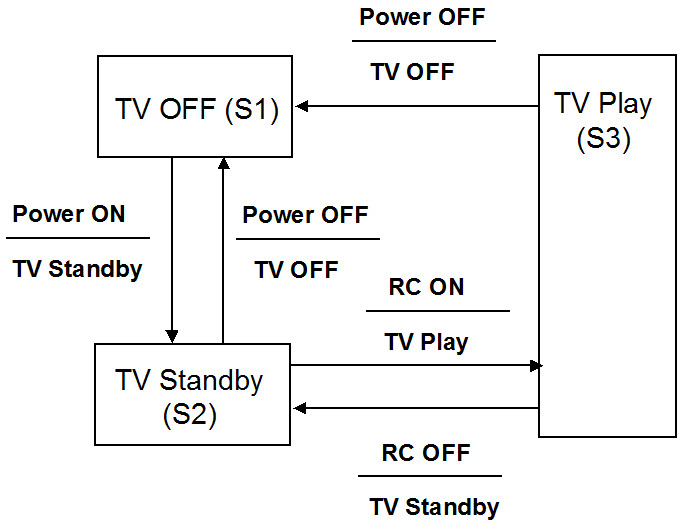 Power OFF
TV OFF
TV OFF (S1)
TV Play
(S3)
Power ON
TV Standby
Power OFF
TV OFF
RC ON
TV Play
TV Standby
(S2)
RC OFF
TV Standby